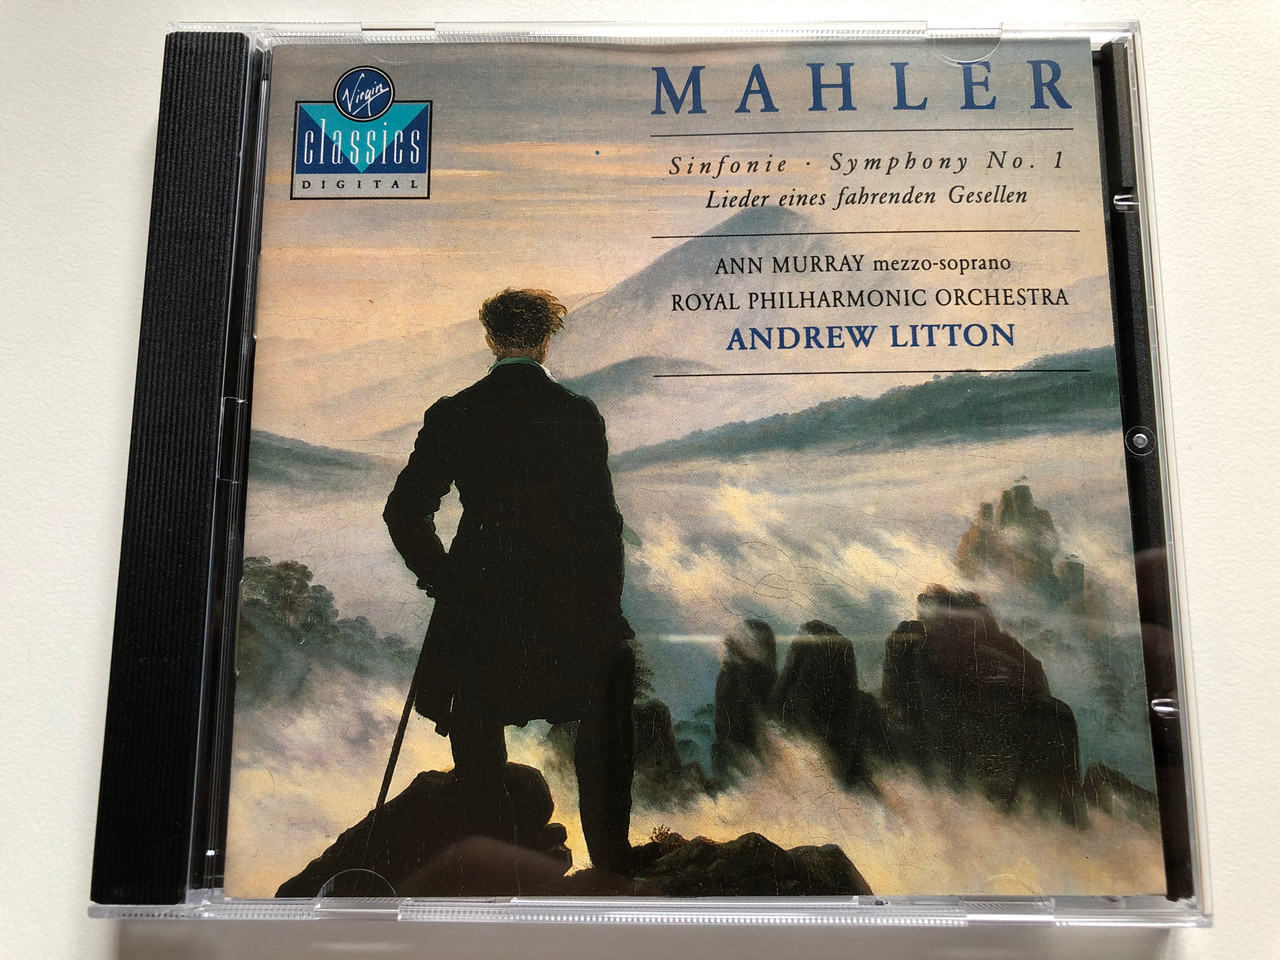 Virgin
classics
DIGITAL
MAHLER
Sinfonie · Symphony No. 1
Lieder eines fahrenden Gesellen
ANN MURRAY mezzo-soprano
ROYAL PHILHARMONIC ORCHESTRA
ANDREW LITTON